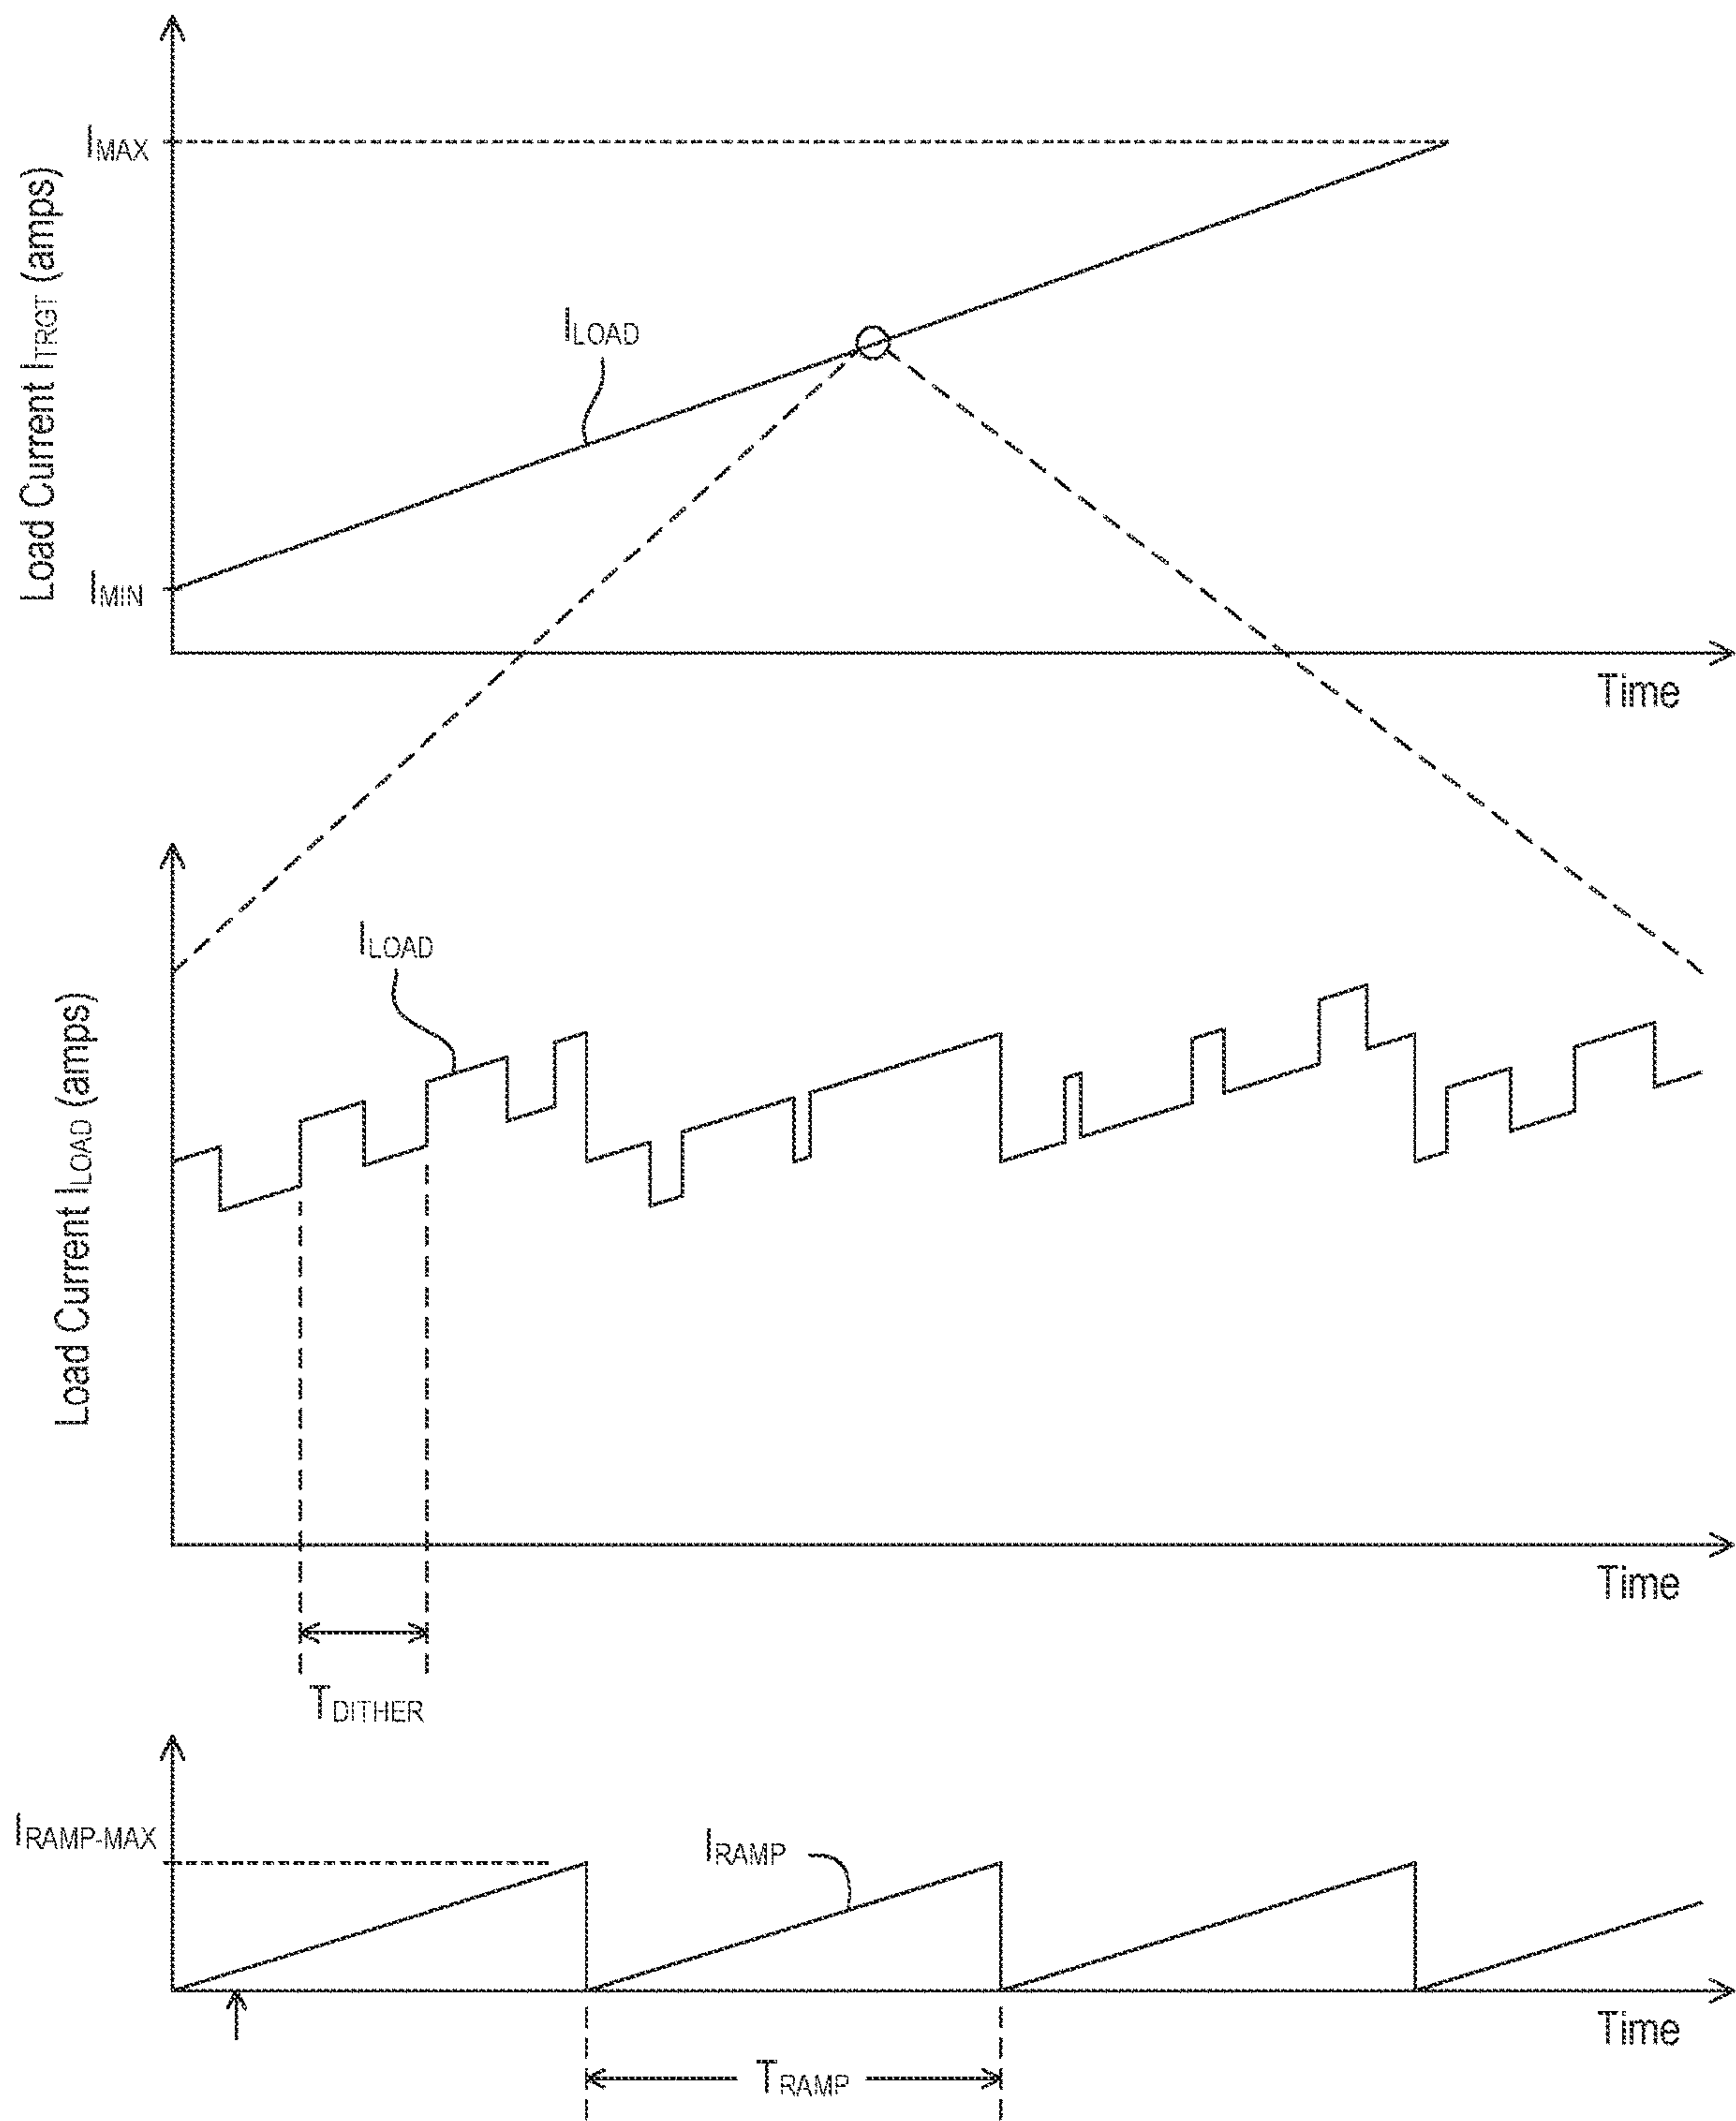 Load Current ITRGT (amps)
IMAX
ILOAD
IMIN
Time
Load Current ILOAD (amps)
ILOAD
Time
TDITHER
IRAMP-MAX
IRAMP
Time
TRAMP